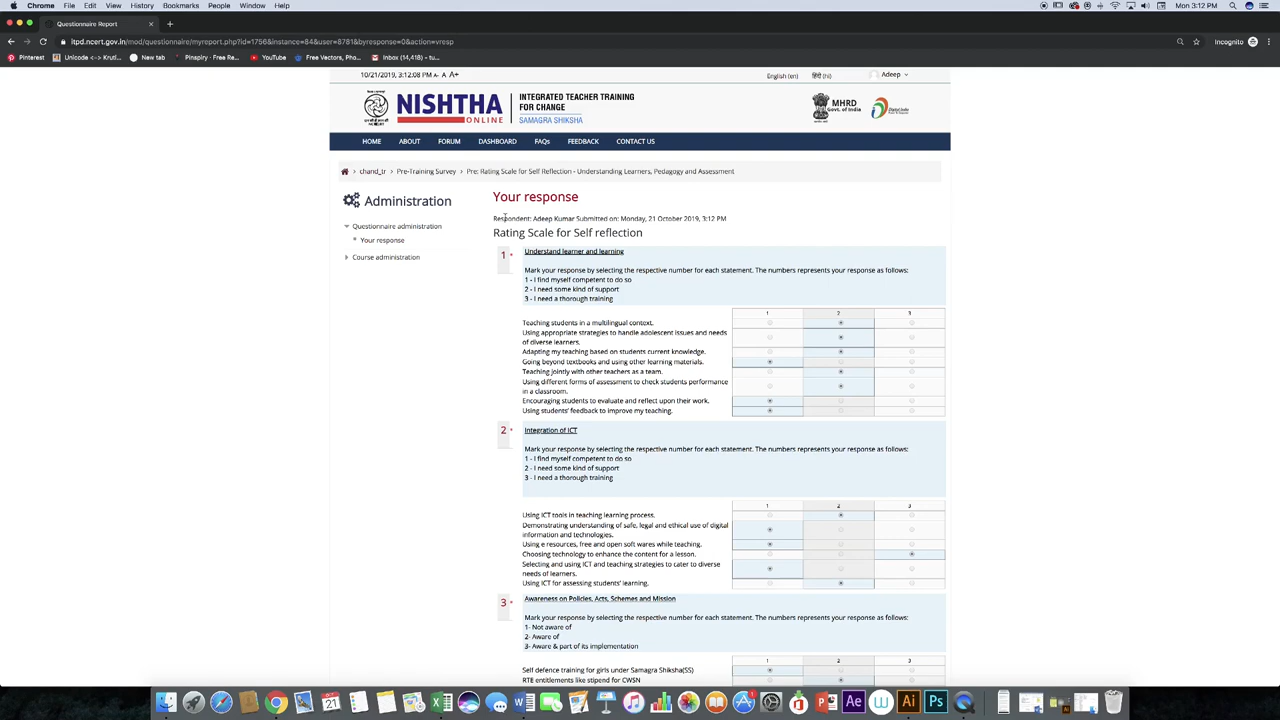 Chrome File Edit View History Bookmarks People Window Help
Mon 3:12 PM
Questionnaire Report
itpd.ncert.gov.in/mod/questionnaire/myreport.php?id=1756&instance=84&user=8781&byresponse=0&action=vresp
Incognito
Pinterest Unicode <--> Kruti... New tab Pinspiry - Free Re... YouTube Free Vectors, Pho... Inbox (14,418) - tu...
10/21/2019, 3:12:08 PM A- A A+
English (en) हिंदी (hi) Adeep
NISHTHA
ONLINE
INTEGRATED TEACHER TRAINING
FOR CHANGE
SAMAGRA SHIKSHA
MHRD
Govt. of India
Digital India
HOME ABOUT FORUM DASHBOARD FAQs FEEDBACK CONTACT US
chand_tr > Pre-Training Survey > Pre: Rating Scale for Self Reflection - Understanding Learners, Pedagogy and Assessment
Administration
Questionnaire administration
Your response
Course administration
Your response
Respondent: Adeep Kumar Submitted on: Monday, 21 October 2019, 3:12 PM
Rating Scale for Self reflection
1 *
Understand learner and learning
Mark your response by selecting the respective number for each statement. The numbers represents your response as follows:
1 - I find myself competent to do so
2 - I need some kind of support
3 - I need a thorough training
1 2 3
Teaching students in a multilingual context.
Using appropriate strategies to handle adolescent issues and needs
of diverse learners.
Adapting my teaching based on students current knowledge.
Going beyond textbooks and using other learning materials.
Teaching jointly with other teachers as a team.
Using different forms of assessment to check students performance
in a classroom.
Encouraging students to evaluate and reflect upon their work.
Using students' feedback to improve my teaching.
2 *
Integration of ICT
Mark your response by selecting the respective number for each statement. The numbers represents your response as follows:
1 - I find myself competent to do so
2 - I need some kind of support
3 - I need a thorough training
1 2 3
Using ICT tools in teaching learning process.
Demonstrating understanding of safe, legal and ethical use of digital
information and technologies.
Using e resources, free and open soft wares while teaching.
Choosing technology to enhance the content for a lesson.
Selecting and using ICT and teaching strategies to cater to diverse
needs of learners.
Using ICT for assessing students' learning.
3 *
Awareness on Policies, Acts, Schemes and Mission
Mark your response by selecting the respective number for each statement. The numbers represents your response as follows:
1- Not aware of
2- Aware of
3- Aware & part of its implementation
1 2 3
Self defence training for girls under Samagra Shiksha(SS)
RTE entitlements like stipend for CWSN
Ae W Ai Ps